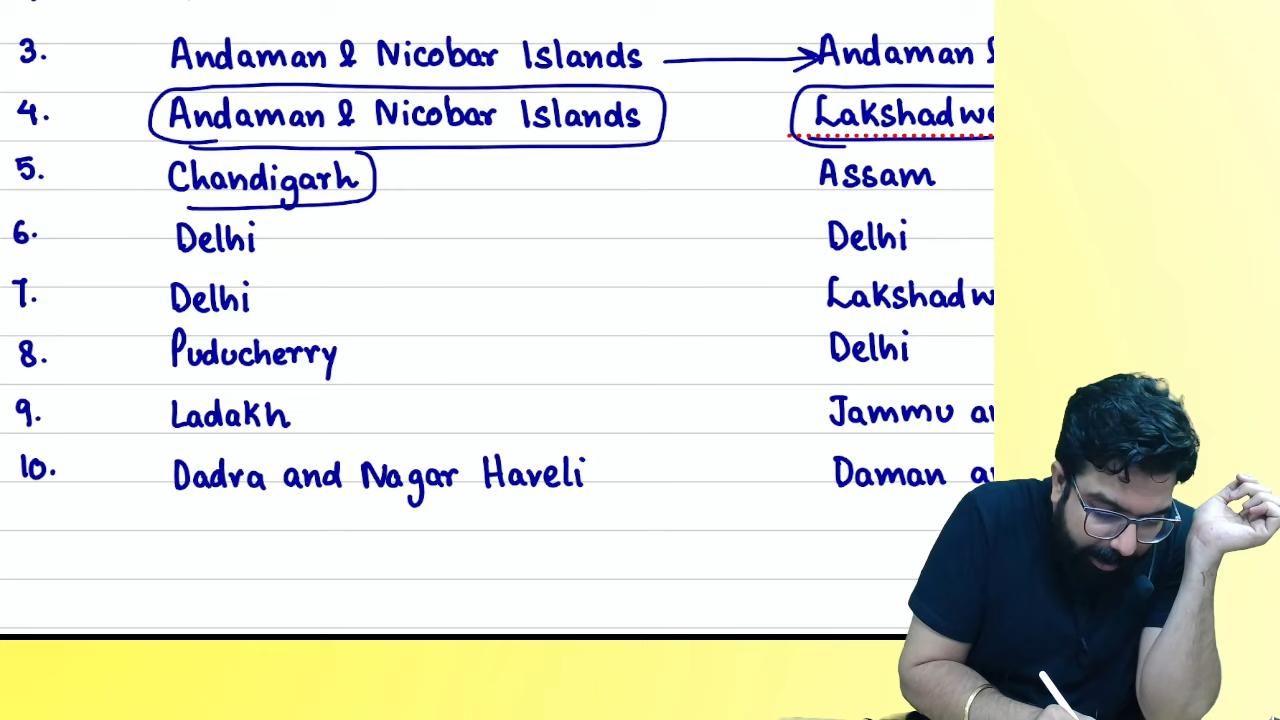 3. Andaman & Nicobar Islands → Andaman &
4. Andaman & Nicobar Islands Lakshadwe
5. Chandigarh Assam
6. Delhi Delhi
7. Delhi Lakshadw
8. Puducherry Delhi
9. Ladakh Jammu
10. Dadra and Nagar Haveli Daman